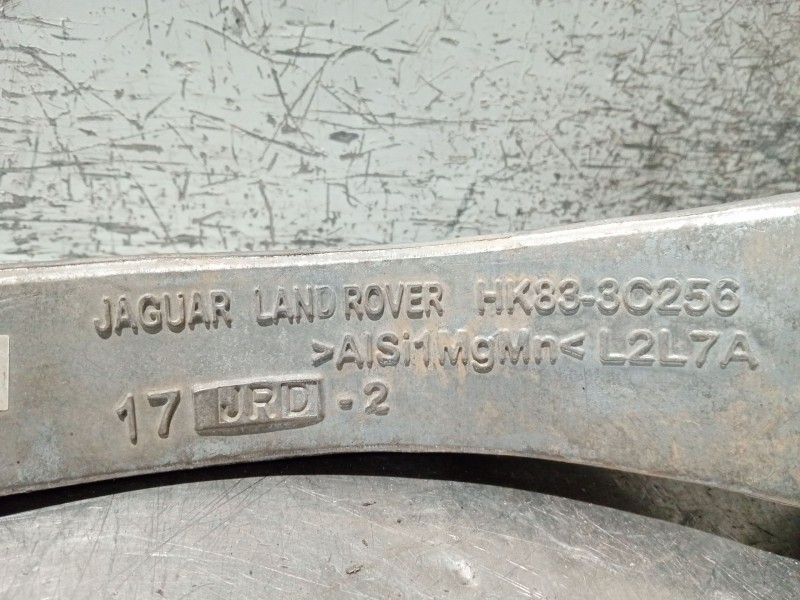 JAGUAR LAND ROVER HK83-3C256
>AlSi1MgMn< L2L7A
17 JRD -2